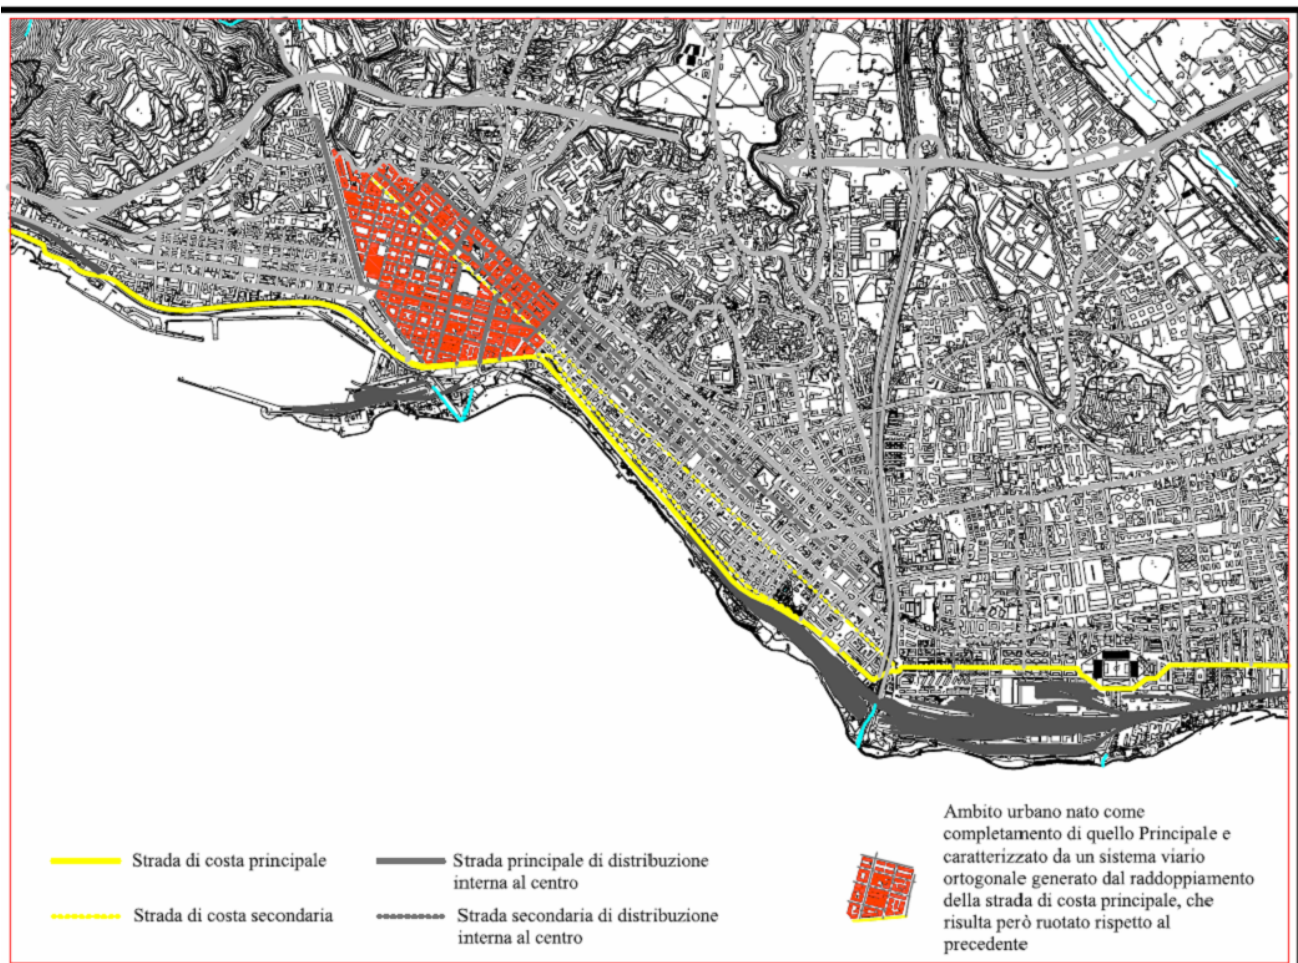 Strada di costa principale
Strada di costa secondaria
Strada principale di distribuzione
interna al centro
Strada secondaria di distribuzione
interna al centro
Ambito urbano nato come
completamento di quello Principale e
caratterizzato da un sistema viario
ortogonale generato dal raddoppiamento
della strada di costa principale, che
risulta però ruotato rispetto al
precedente